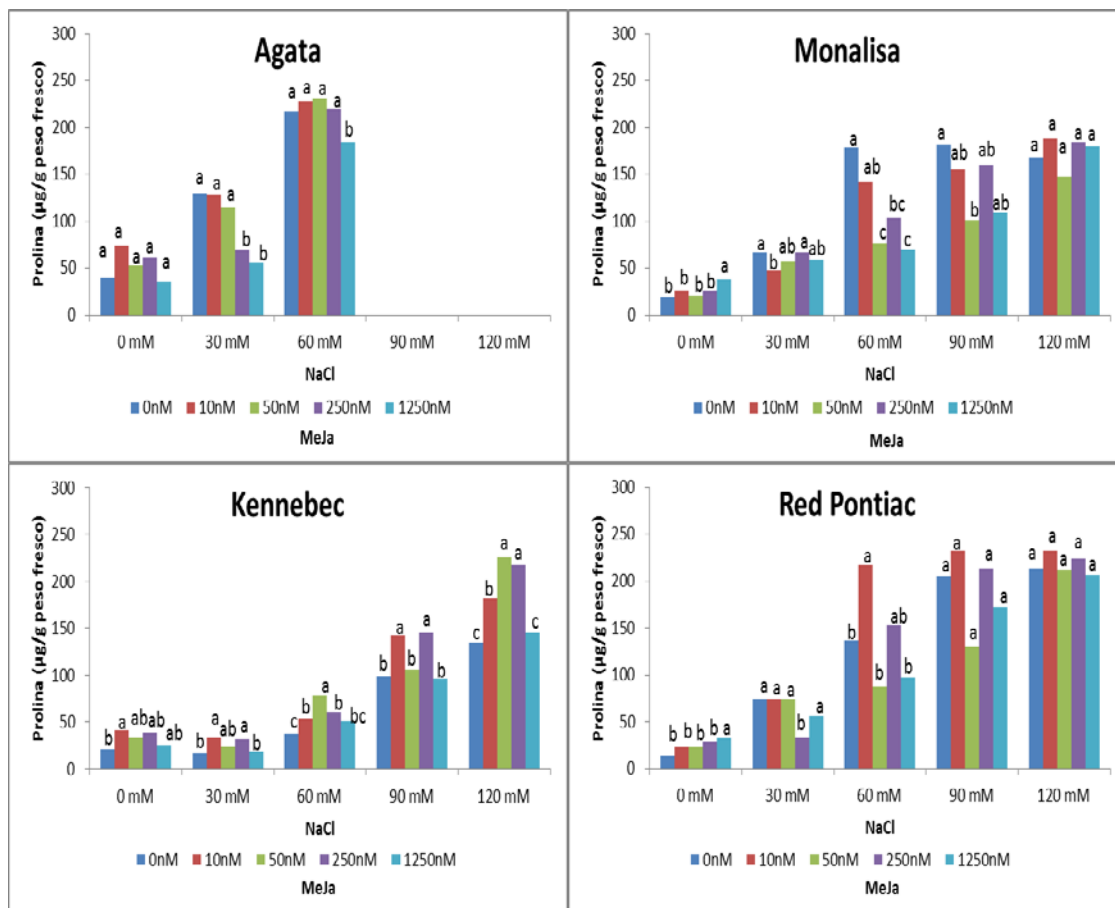 Agata
Prolina (µg/g peso fresco)
300
250
200
150
100
50
0
a a a a a
a a a b b
a a a a b
0 mM 30 mM 60 mM 90 mM 120 mM
NaCl
0nM 10nM 50nM 250nM 1250nM
MeJa
Monalisa
Prolina (µg/g peso fresco)
300
250
200
150
100
50
0
b b b b a
a b ab a ab
a ab c bc c
a ab b ab ab
a a a a a
0 mM 30 mM 60 mM 90 mM 120 mM
NaCl
0nM 10nM 50nM 250nM 1250nM
MeJa
Kennebec
Prolina (µg/g peso fresco)
300
250
200
150
100
50
0
b a ab ab ab
b a ab a b
c b a b bc
b a b a b
c b a a c
0 mM 30 mM 60 mM 90 mM 120 mM
NaCl
0nM 10nM 50nM 250nM 1250nM
MeJa
Red Pontiac
Prolina (µg/g peso fresco)
300
250
200
150
100
50
0
b b b b a
a a a b a
b a b ab b
a a a a a
a a a a a
0 mM 30 mM 60 mM 90 mM 120 mM
NaCl
0nM 10nM 50nM 250nM 1250nM
MeJa